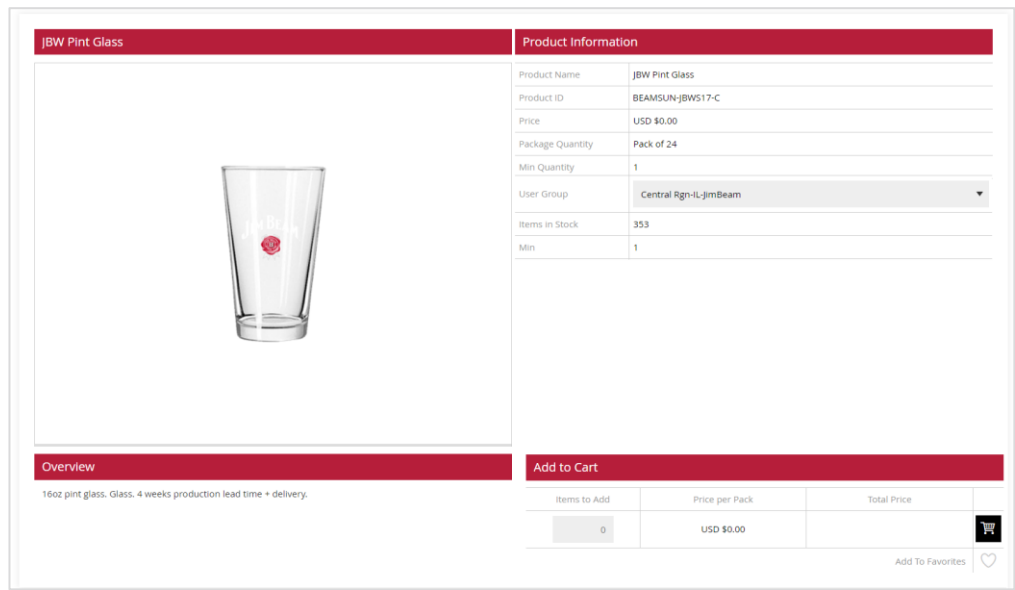 JBW Pint Glass
JIM BEAM
Overview
16oz pint glass. Glass. 4 weeks production lead time + delivery.
Product Information
Product Name JBW Pint Glass
Product ID BEAMSUN-JBWS17-C
Price USD $0.00
Package Quantity Pack of 24
Min Quantity 1
User Group Central Rgn-IL-JimBeam
Items in Stock 353
Min 1
Add to Cart
Items to Add Price per Pack Total Price
0 USD $0.00
Add To Favorites